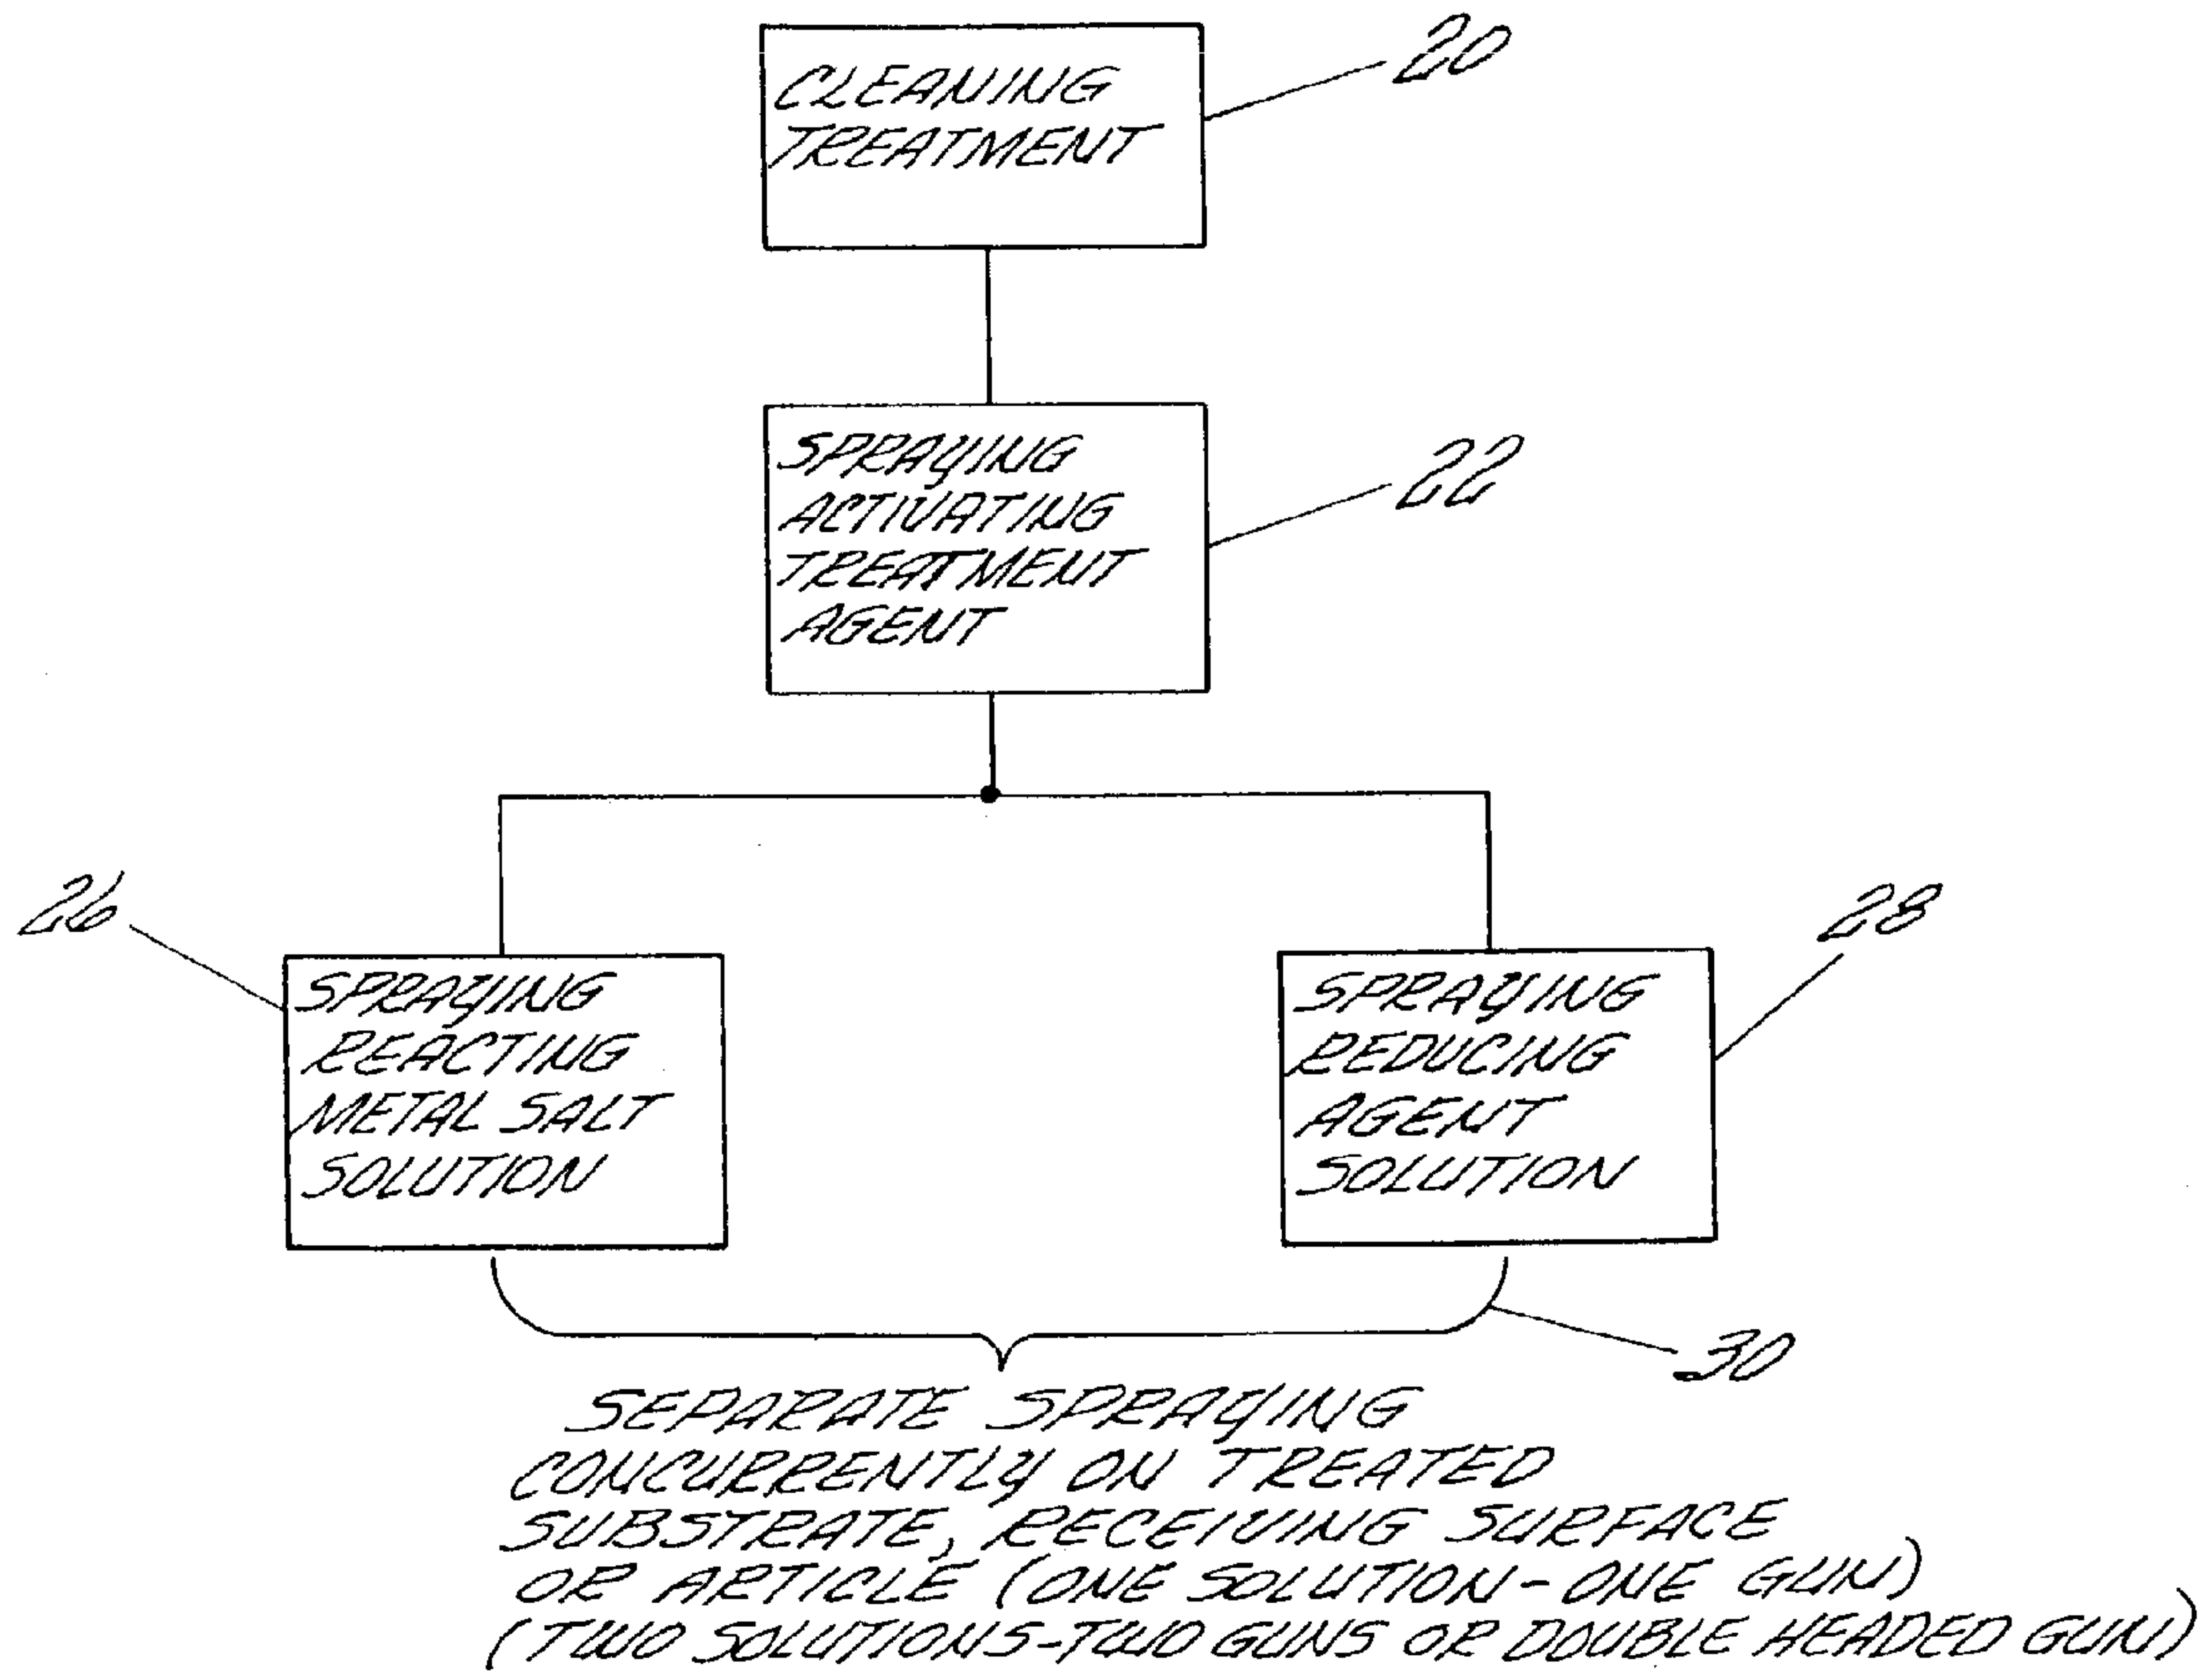 CLEANING
TREATMENT
20
SPRAYING
ACTIVATING
TREATMENT
AGENT
22
26
SPRAYING
REACTING
METAL SALT
SOLUTION
28
SPRAYING
REDUCING
AGENT
SOLUTION
30
SEPARATE SPRAYING
CONCURRENTLY ON TREATED
SUBSTRATE, RECEIVING SURFACE
OR ARTICLE (ONE SOLUTION-ONE GUN)
(TWO SOLUTIONS-TWO GUNS OR DOUBLE HEADED GUN)